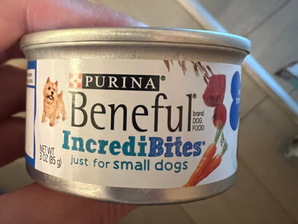 PURINA
Beneful®
brand
DOG
FOOD
IncrediBites®
just for small dogs
NET WT
3 OZ (85 g)